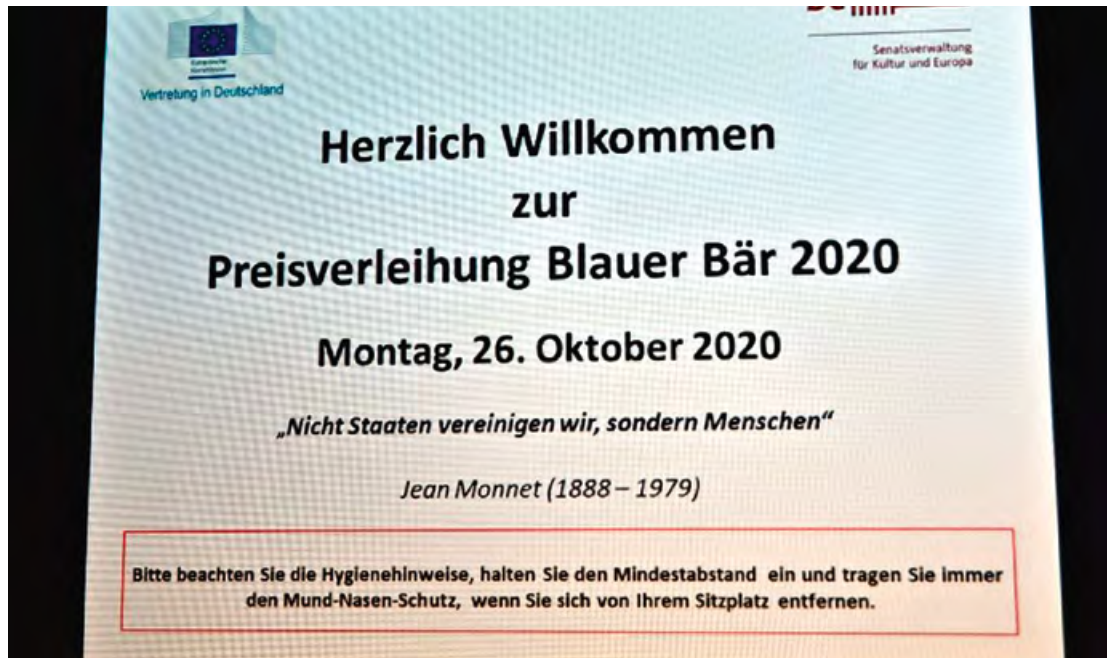 Europäische
Kommission
Vertretung in Deutschland
Senatsverwaltung
für Kultur und Europa
Herzlich Willkommen
zur
Preisverleihung Blauer Bär 2020
Montag, 26. Oktober 2020
„Nicht Staaten vereinigen wir, sondern Menschen“
Jean Monnet (1888 – 1979)
Bitte beachten Sie die Hygienehinweise, halten Sie den Mindestabstand ein und tragen Sie immer
den Mund-Nasen-Schutz, wenn Sie sich von Ihrem Sitzplatz entfernen.